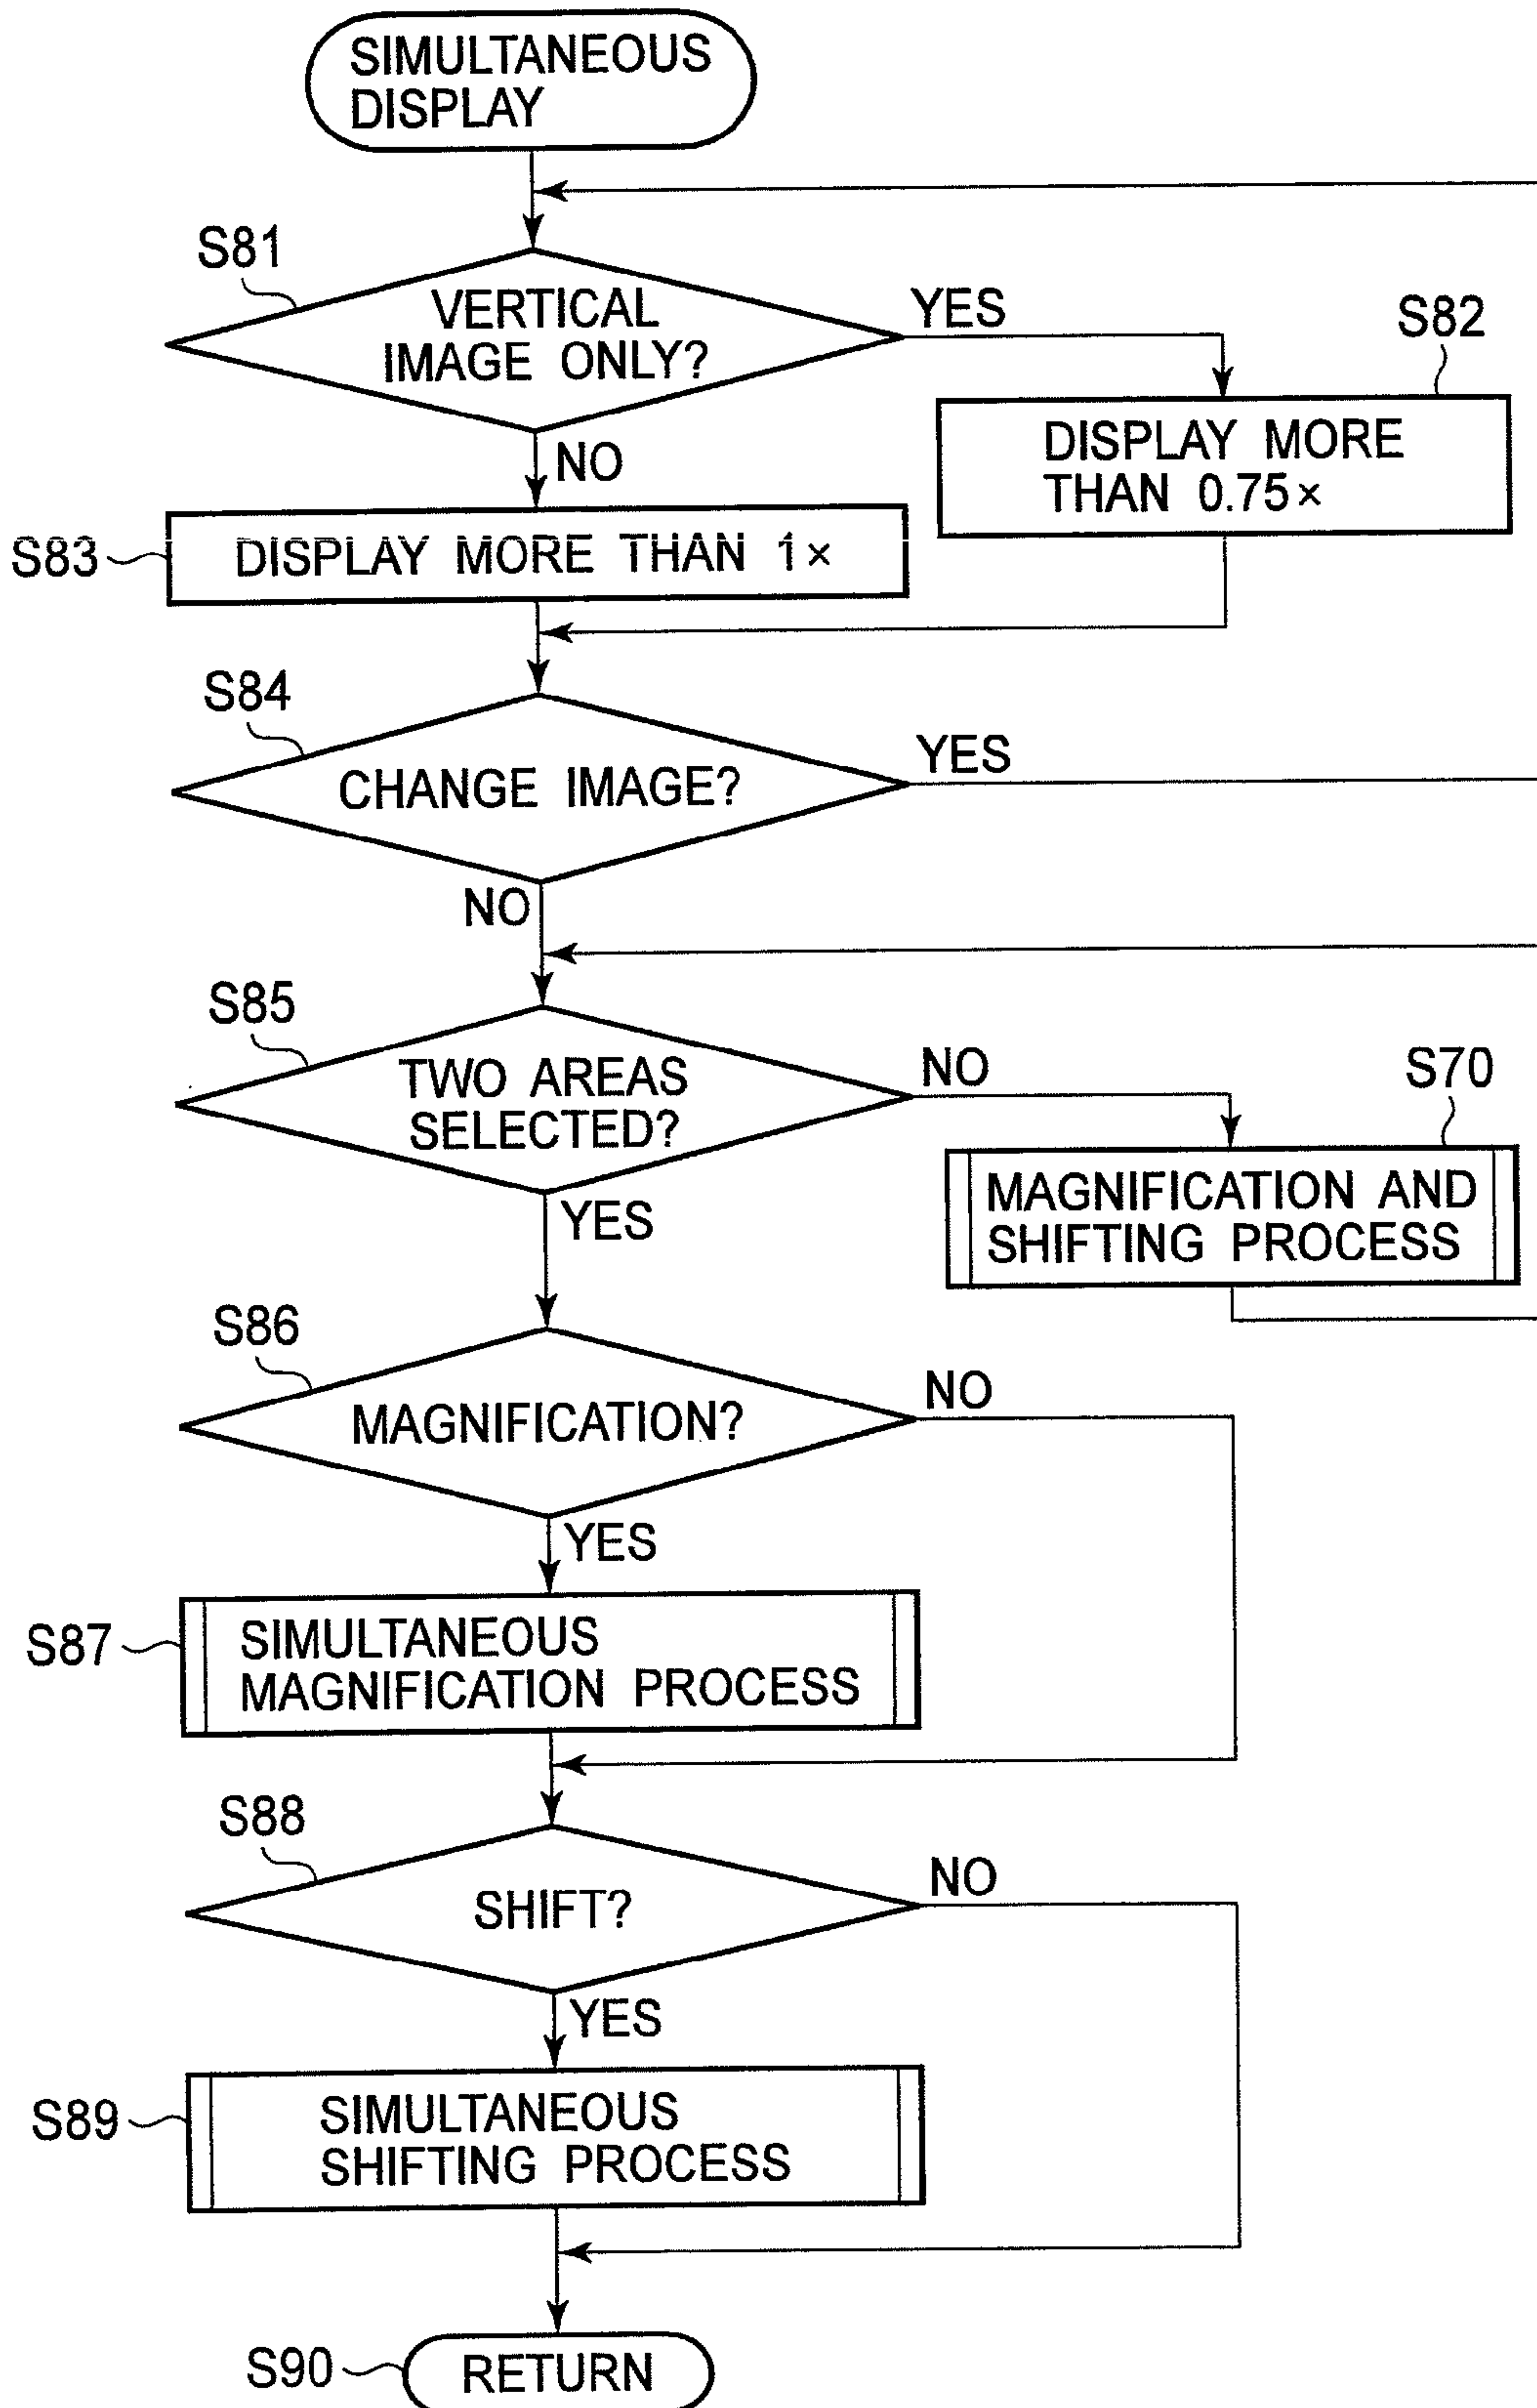 SIMULTANEOUS
DISPLAY
S81
VERTICAL
IMAGE ONLY?
YES
S82
DISPLAY MORE
THAN 0.75×
NO
S83
DISPLAY MORE THAN 1×
S84
CHANGE IMAGE?
YES
NO
S85
TWO AREAS
SELECTED?
NO
S70
MAGNIFICATION AND
SHIFTING PROCESS
YES
S86
MAGNIFICATION?
NO
YES
S87
SIMULTANEOUS
MAGNIFICATION PROCESS
S88
SHIFT?
NO
YES
S89
SIMULTANEOUS
SHIFTING PROCESS
S90
RETURN